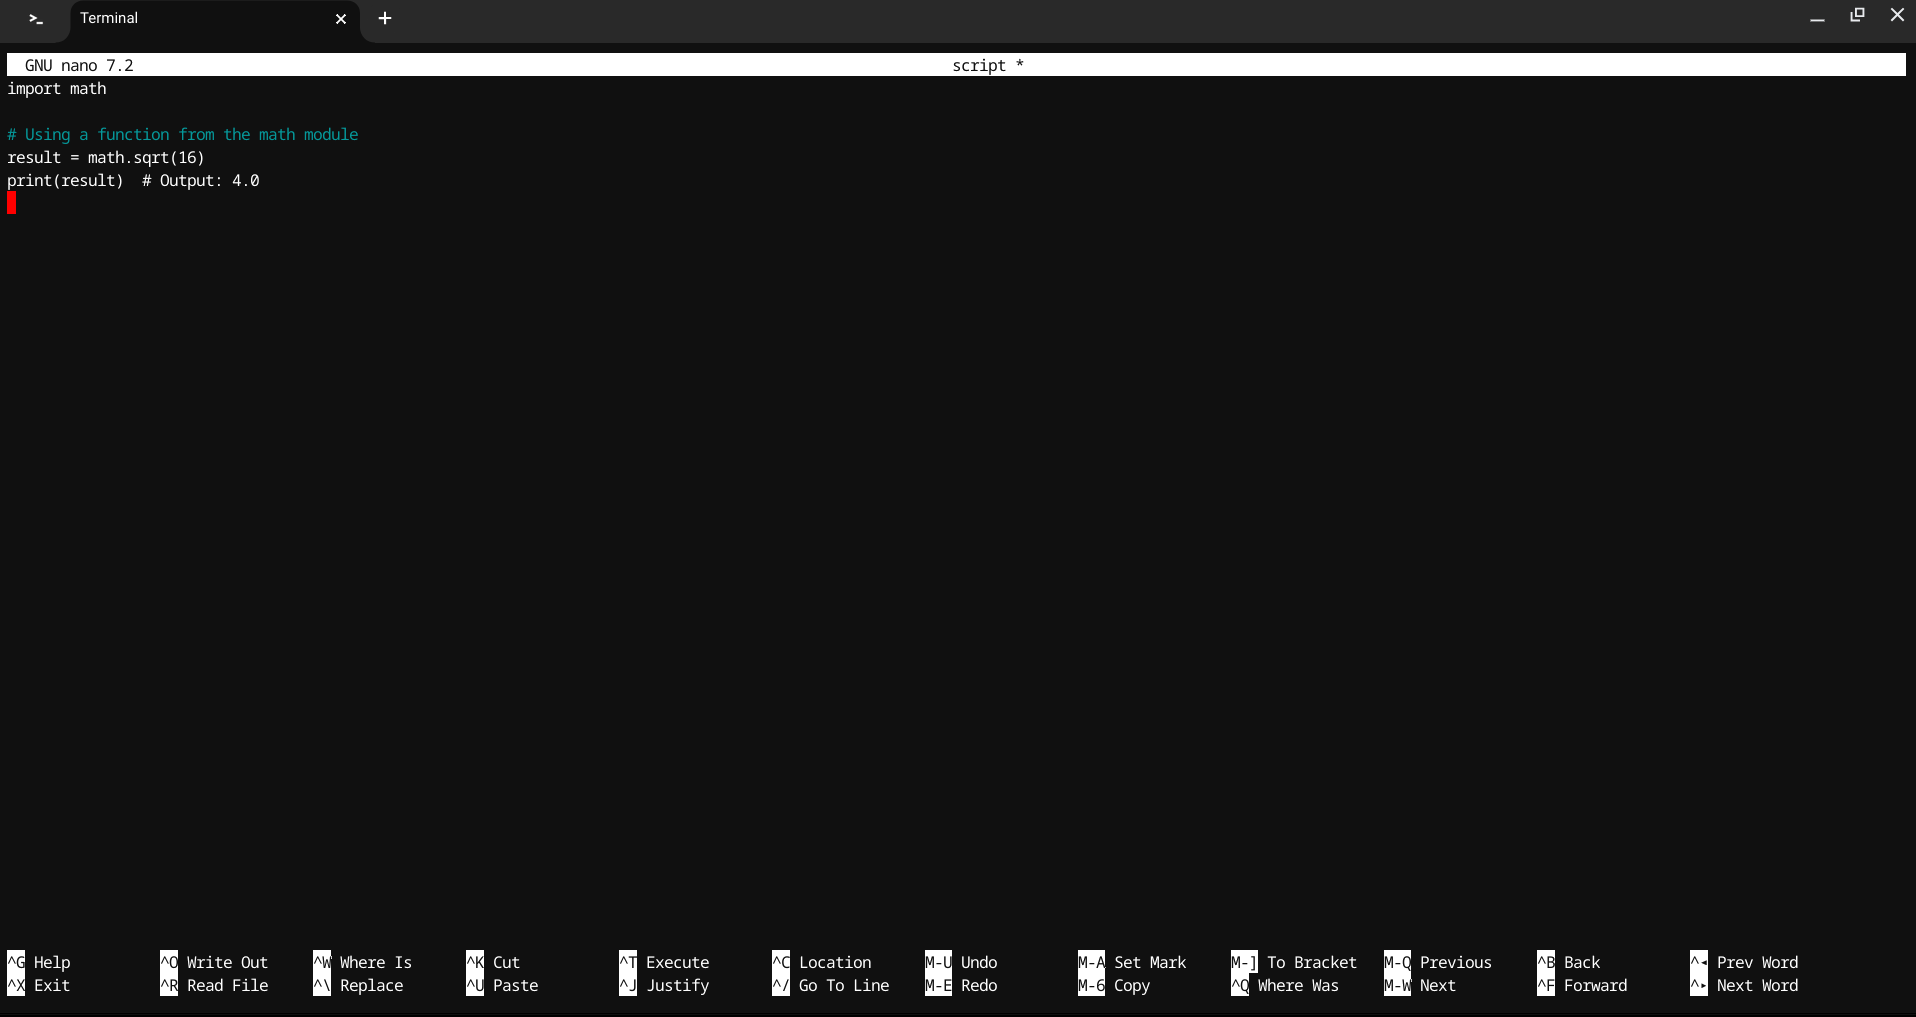 >_ Terminal × +
GNU nano 7.2 script *
import math
# Using a function from the math module
result = math.sqrt(16)
print(result)  # Output: 4.0
^G Help ^O Write Out ^W Where Is ^K Cut ^T Execute ^C Location M-U Undo M-A Set Mark M-] To Bracket M-Q Previous ^B Back ^◂ Prev Word
^X Exit ^R Read File ^\ Replace ^U Paste ^J Justify ^/ Go To Line M-E Redo M-6 Copy ^Q Where Was M-W Next ^F Forward ^▸ Next Word